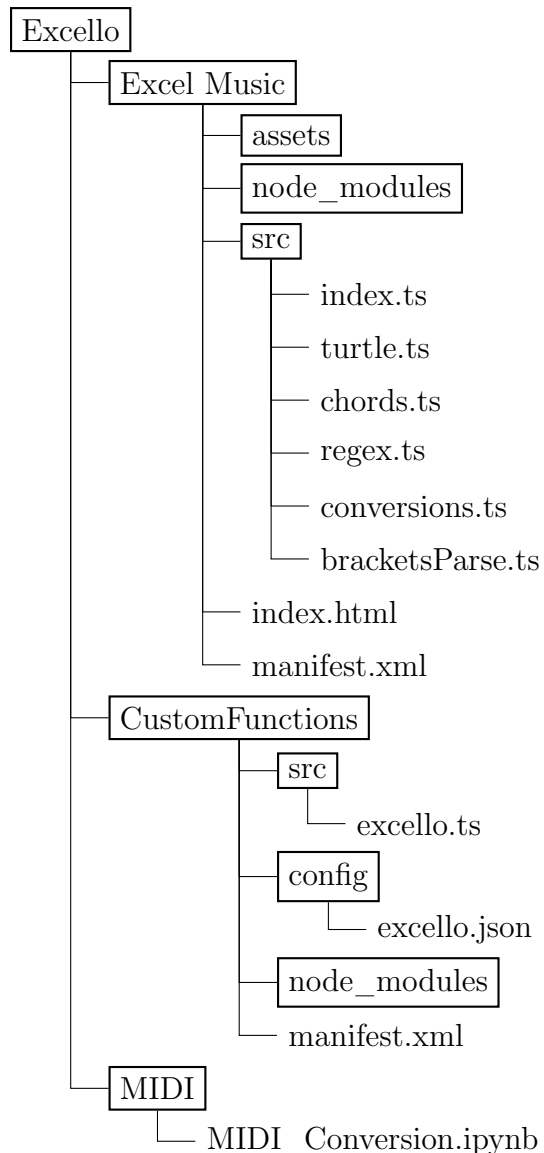 Excello
Excel Music
assets
node_modules
src
index.ts
turtle.ts
chords.ts
regex.ts
conversions.ts
bracketsParse.ts
index.html
manifest.xml
CustomFunctions
src
excello.ts
config
excello.json
node_modules
manifest.xml
MIDI
MIDI Conversion.ipynb